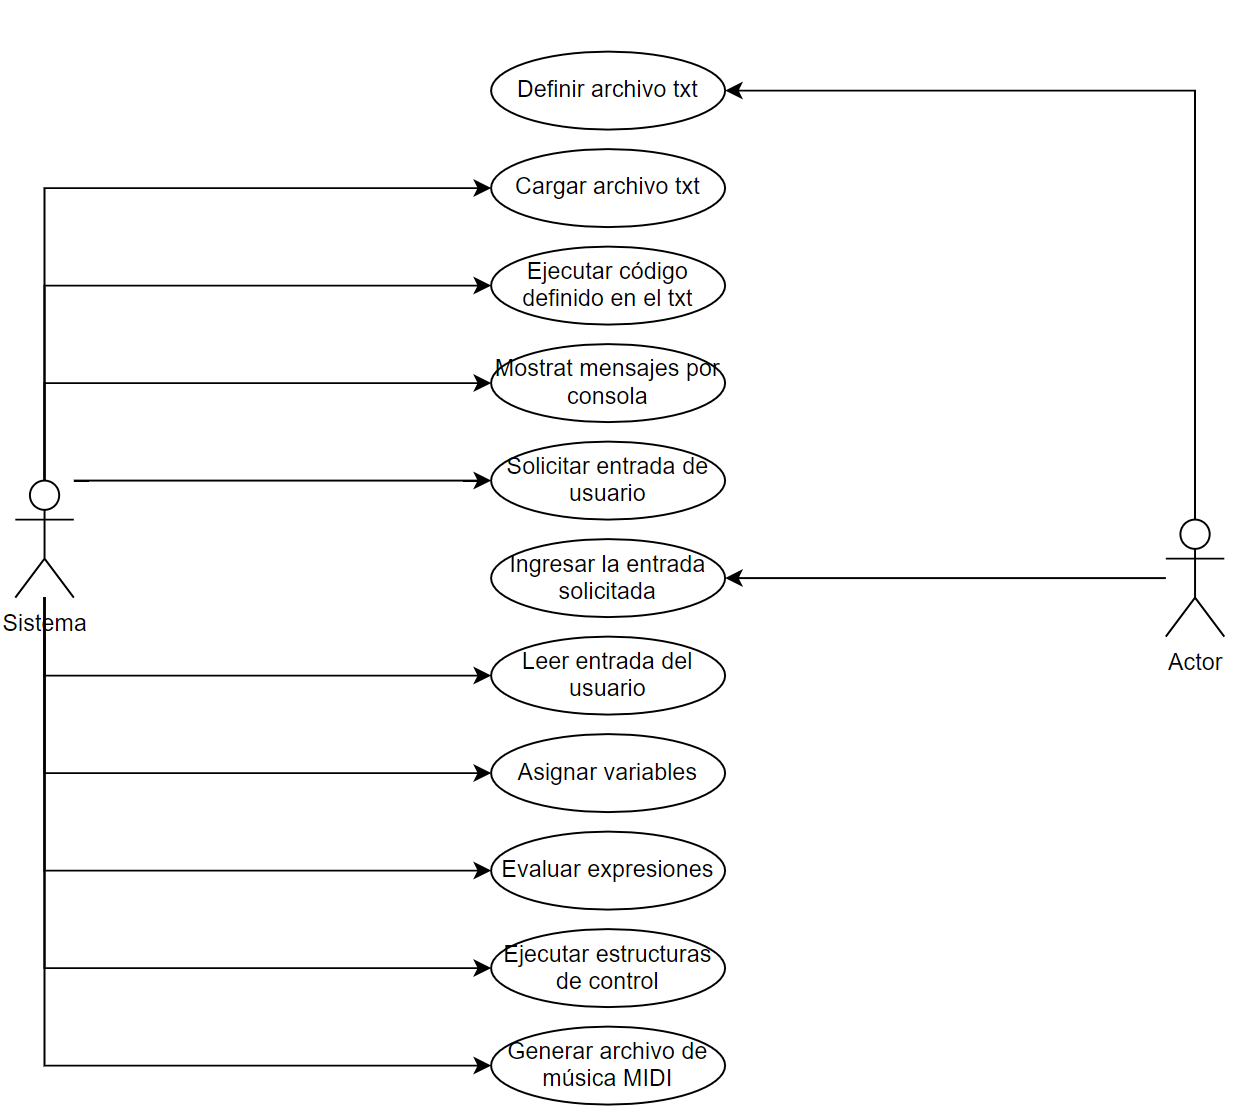 Definir archivo txt
Cargar archivo txt
Ejecutar código
definido en el txt
Mostrat mensajes por
consola
Solicitar entrada de
usuario
Ingresar la entrada
solicitada
Sistema
Leer entrada del
usuario
Actor
Asignar variables
Evaluar expresiones
Ejecutar estructuras
de control
Generar archivo de
música MIDI